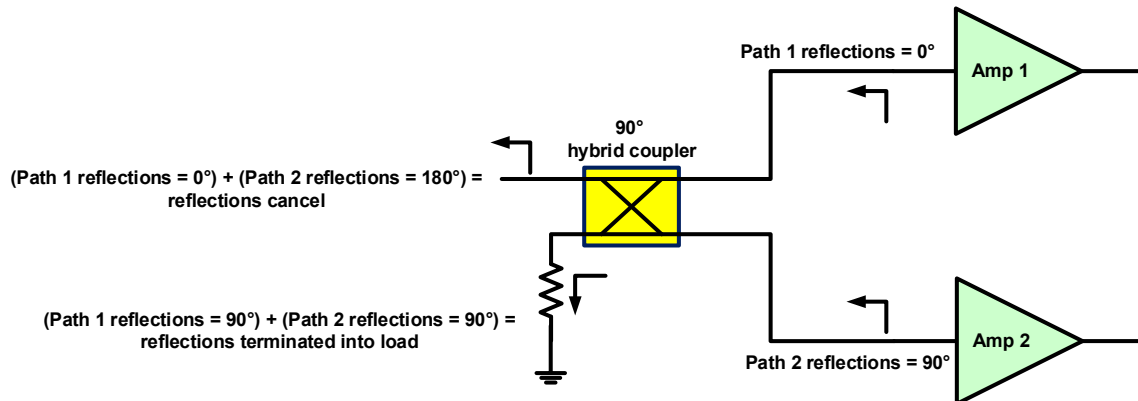 Path 1 reflections = 0°
Amp 1
90°
hybrid coupler
(Path 1 reflections = 0°) + (Path 2 reflections = 180°) =
reflections cancel
(Path 1 reflections = 90°) + (Path 2 reflections = 90°) =
reflections terminated into load
Amp 2
Path 2 reflections = 90°